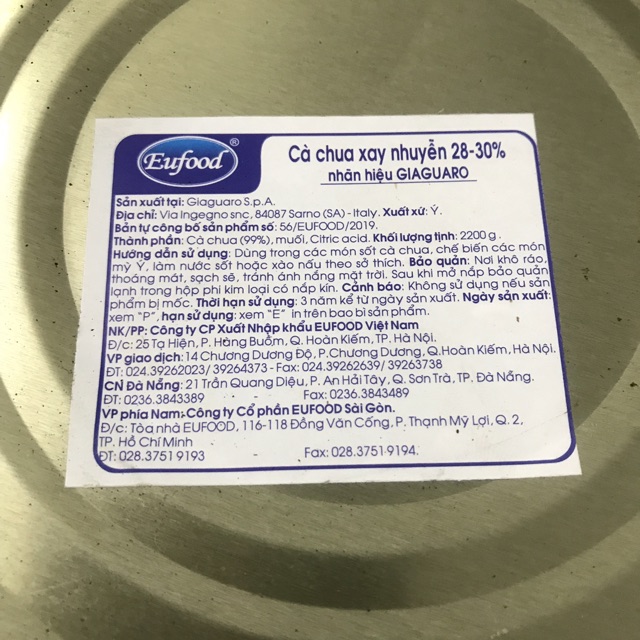 Eufood®
Cà chua xay nhuyễn 28-30%
nhãn hiệu GIAGUARO
Sản xuất tại: Giaguaro S.p.A.
Địa chỉ: Via Ingegno snc, 84087 Sarno (SA) - Italy. Xuất xứ: Ý.
Bản tự công bố sản phẩm số: 56/EUFOOD/2019.
Thành phần: Cà chua (99%), muối, Citric acid. Khối lượng tịnh: 2200 g.
Hướng dẫn sử dụng: Dùng trong các món sốt cà chua, chế biến các món
mỳ Ý, làm nước sốt hoặc xào nấu theo sở thích. Bảo quản: Nơi khô ráo,
thoáng mát, sạch sẽ, tránh ánh nắng mặt trời. Sau khi mở nắp bảo quản
lạnh trong hộp phi kim loại có nắp kín. Cảnh báo: Không sử dụng nếu sản
phẩm bị mốc. Thời hạn sử dụng: 3 năm kể từ ngày sản xuất. Ngày sản xuất:
xem "P", hạn sử dụng: xem "E" in trên bao bì sản phẩm.
NK/PP: Công ty CP Xuất Nhập khẩu EUFOOD Việt Nam
Đ/c: 25 Tạ Hiện, P. Hàng Buồm, Q. Hoàn Kiếm, TP. Hà Nội.
VP giao dịch: 14 Chương Dương Độ, P.Chương Dương, Q.Hoàn Kiếm, Hà Nội.
ĐT: 024.39262023/ 39264373 - Fax: 024.39262639/ 39263738
CN Đà Nẵng: 21 Trần Quang Diệu, P. An Hải Tây, Q. Sơn Trà, TP. Đà Nẵng.
ĐT: 0236.3843389 Fax: 0236.3843489
VP phía Nam: Công ty Cổ phần EUFOOD Sài Gòn.
Đ/c: Tòa nhà EUFOOD, 116-118 Đồng Văn Cống, P. Thạnh Mỹ Lợi, Q. 2,
TP. Hồ Chí Minh
ĐT: 028.3751 9193 Fax: 028.3751.9194.